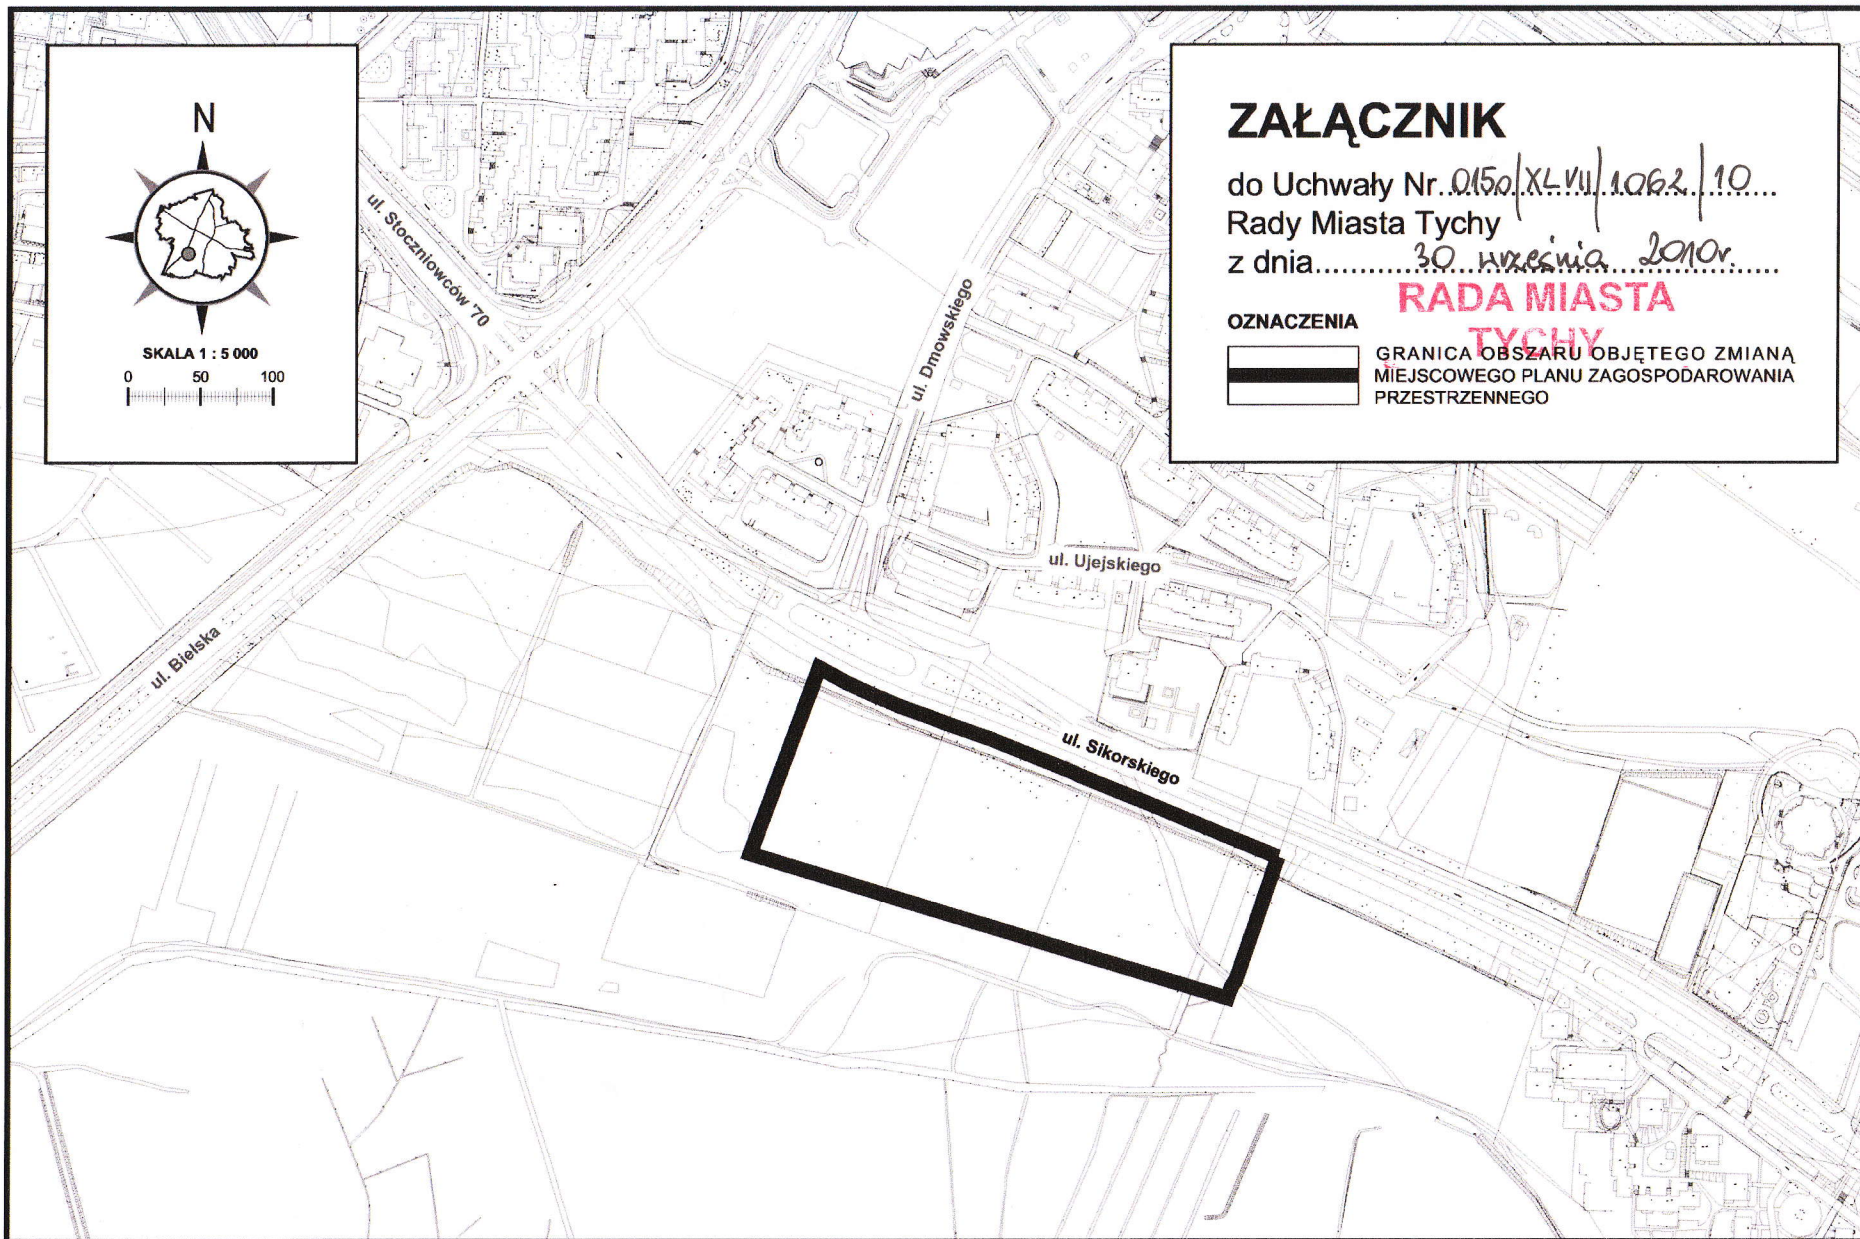 N
SKALA 1 : 5 000
0 50 100
ZAŁĄCZNIK
do Uchwały Nr. 0150/XLVII/1062/10
Rady Miasta Tychy
z dnia 30 września 2010r.
RADA MIASTA
TYCHY
OZNACZENIA
GRANICA OBSZARU OBJĘTEGO ZMIANĄ
MIEJSCOWEGO PLANU ZAGOSPODAROWANIA
PRZESTRZENNEGO
ul. Stoczniowców '70
ul. Dmowskiego
ul. Ujejskiego
ul. Bielska
ul. Sikorskiego